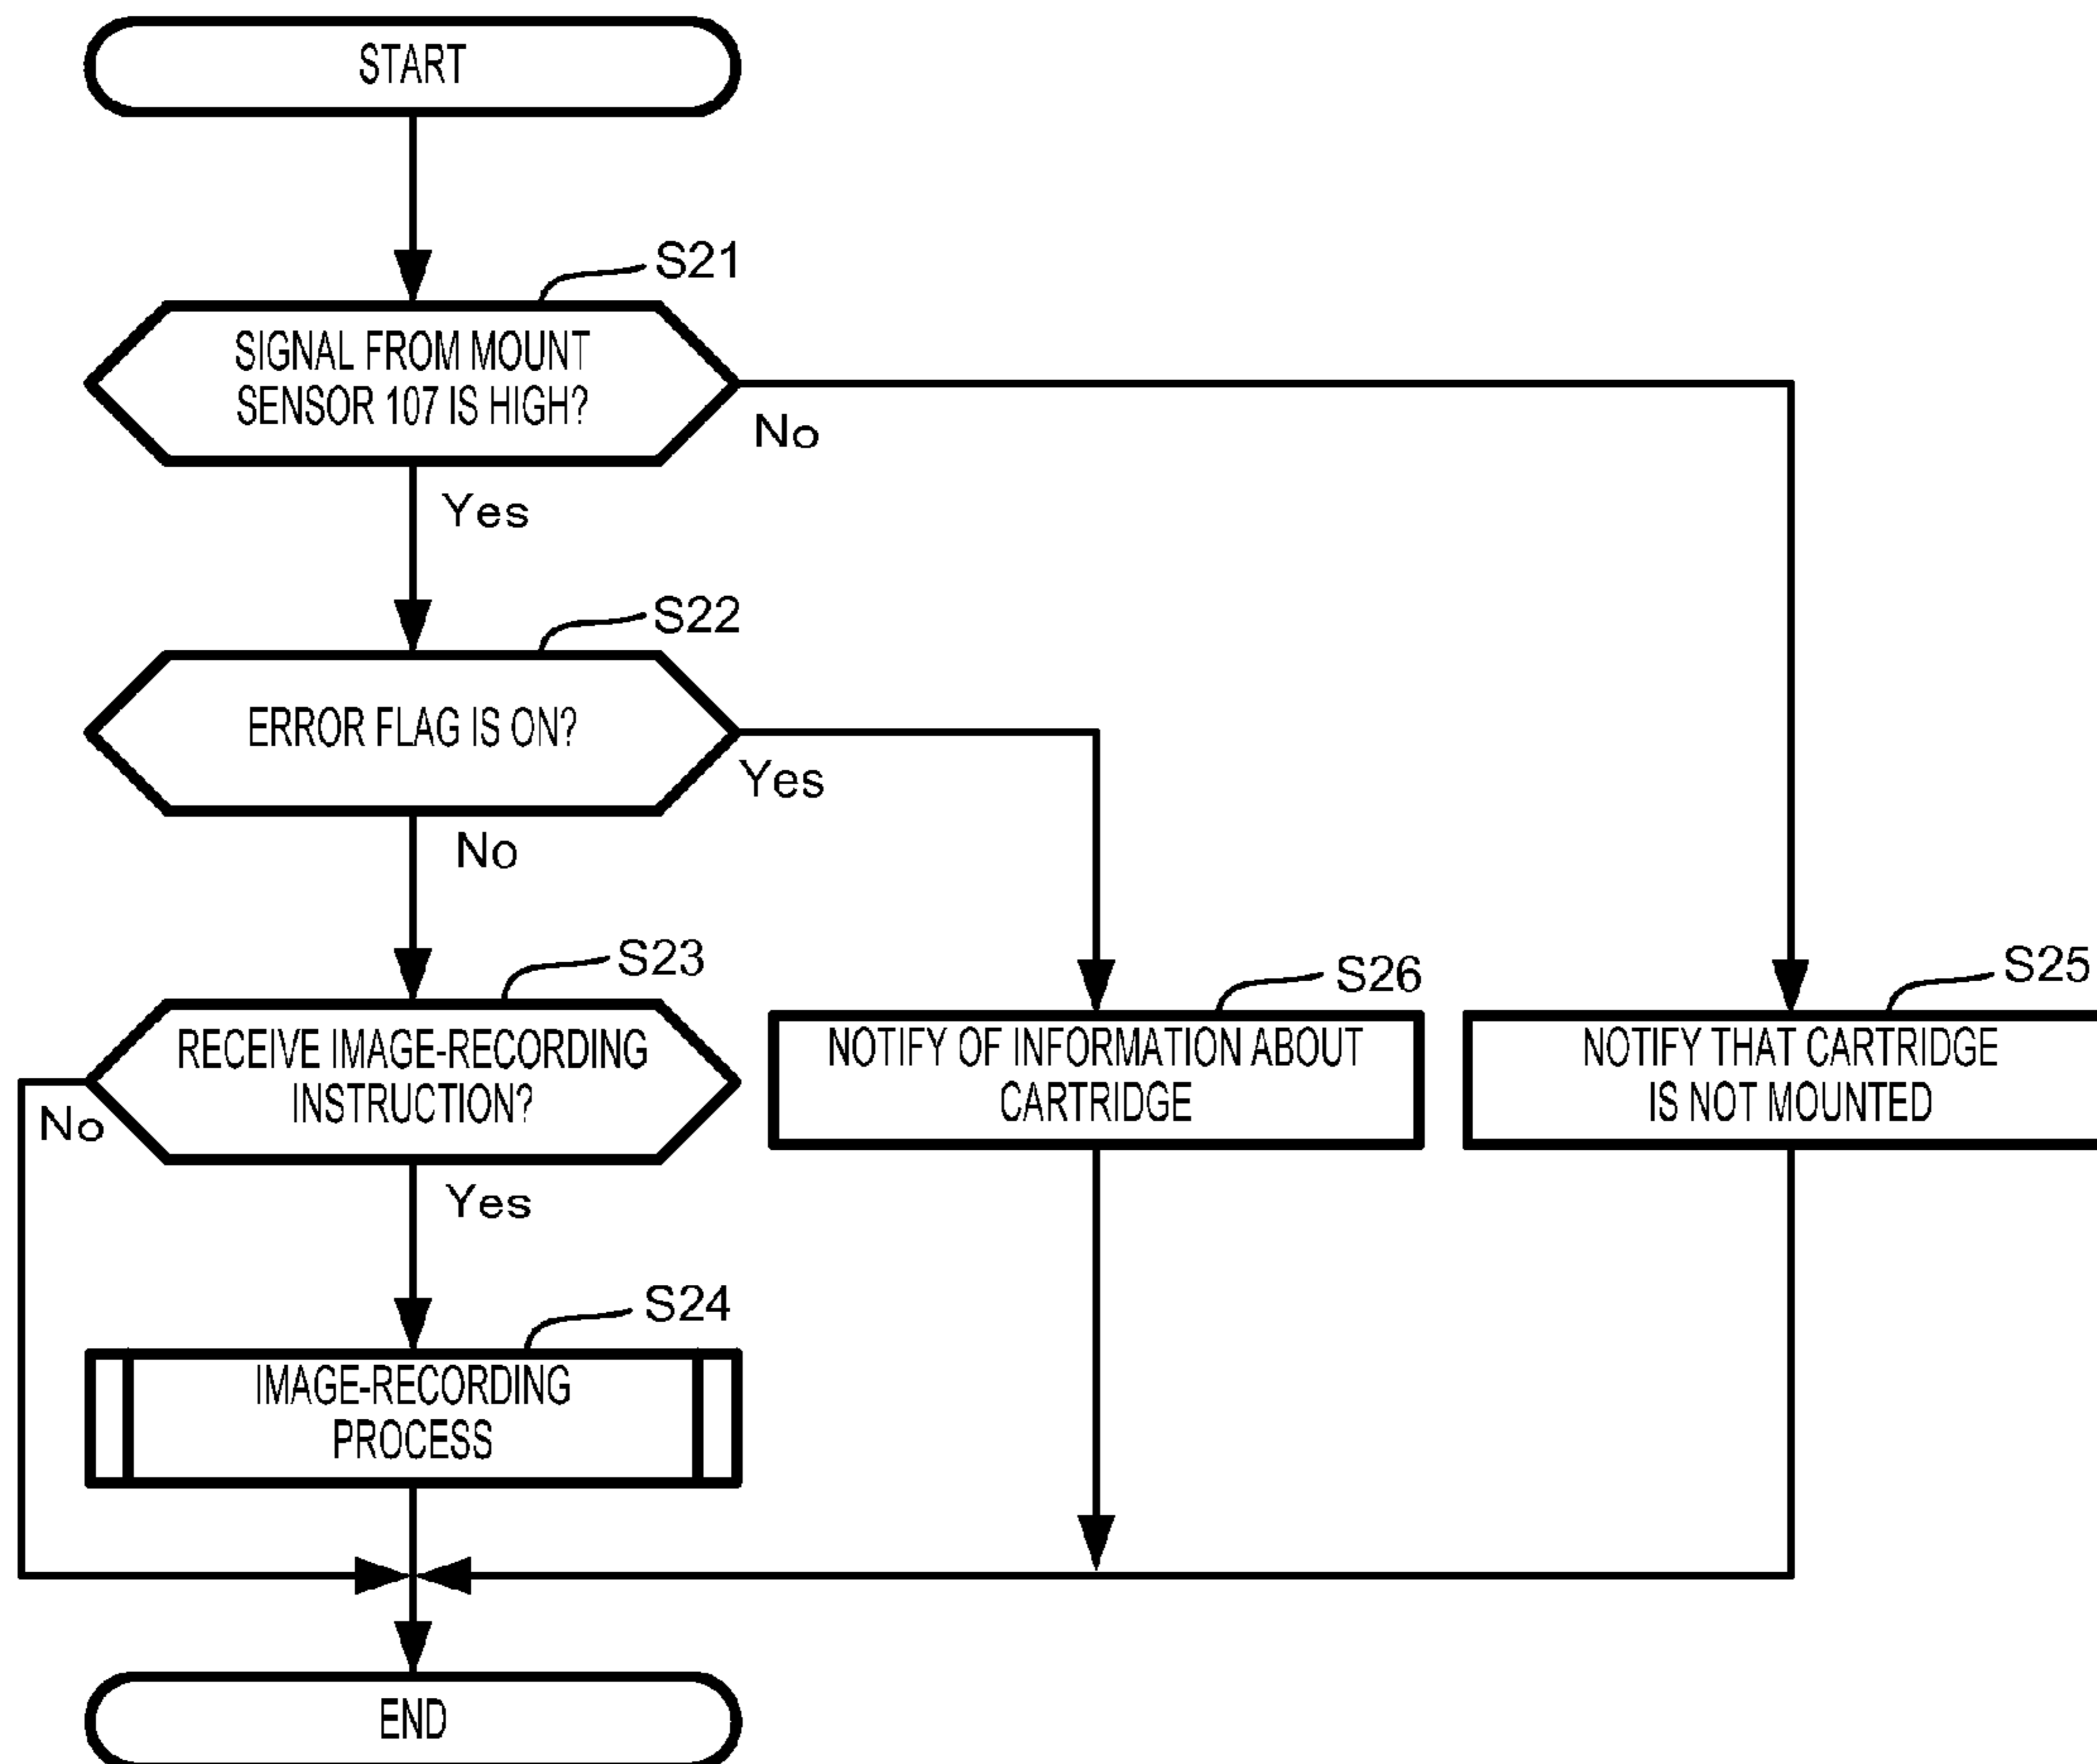 START
S21
SIGNAL FROM MOUNT
SENSOR 107 IS HIGH?
No
Yes
S22
ERROR FLAG IS ON?
Yes
No
S23
S26
S25
RECEIVE IMAGE-RECORDING
INSTRUCTION?
NOTIFY OF INFORMATION ABOUT
CARTRIDGE
NOTIFY THAT CARTRIDGE
IS NOT MOUNTED
No
Yes
S24
IMAGE-RECORDING
PROCESS
END